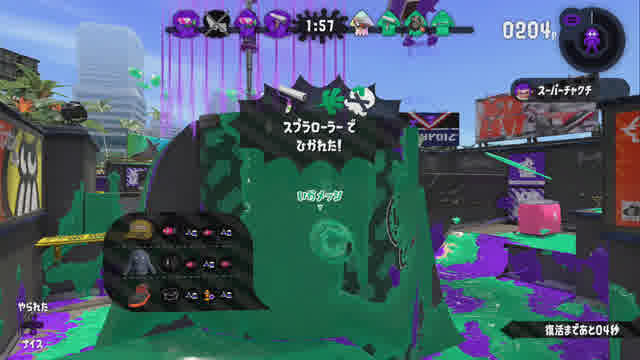 1:57
0204p
スーパーチャクチ
スプラローラー で
ひかれた!
やられた
ナイス
復活まであと04秒